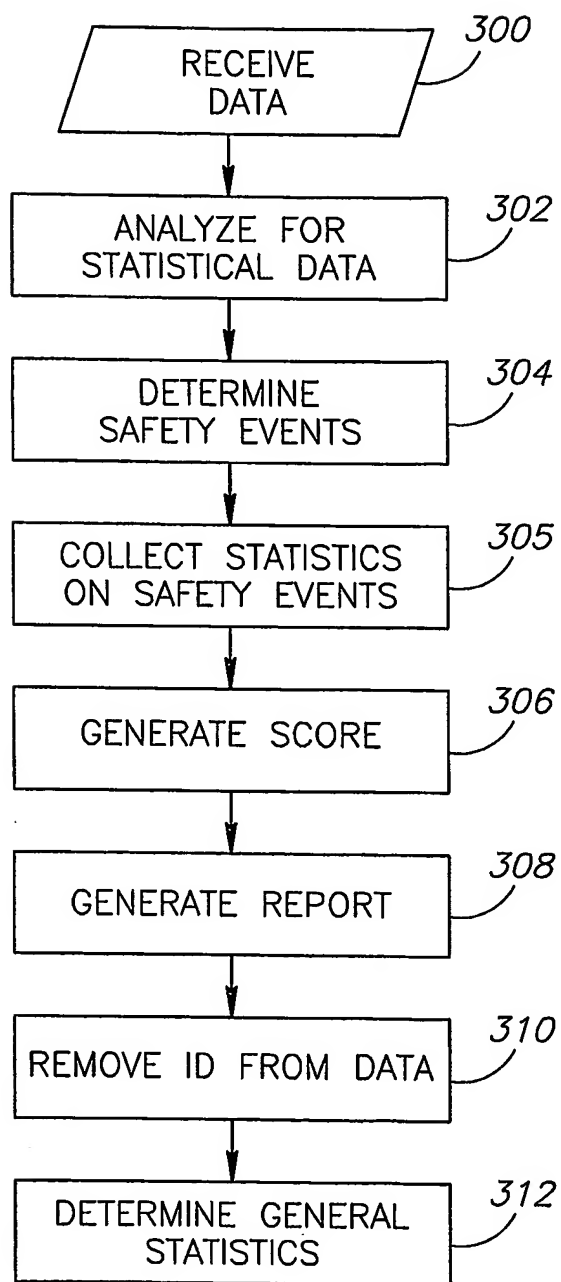 300
RECEIVE
DATA
302
ANALYZE FOR
STATISTICAL DATA
304
DETERMINE
SAFETY EVENTS
305
COLLECT STATISTICS
ON SAFETY EVENTS
306
GENERATE SCORE
308
GENERATE REPORT
310
REMOVE ID FROM DATA
312
DETERMINE GENERAL
STATISTICS